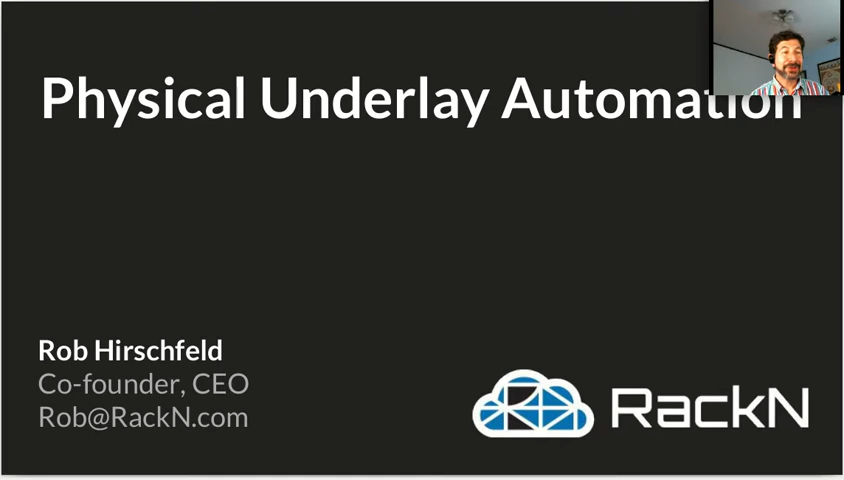 Physical Underlay Automation
Rob Hirschfeld
Co-founder, CEO
Rob@RackN.com
RackN